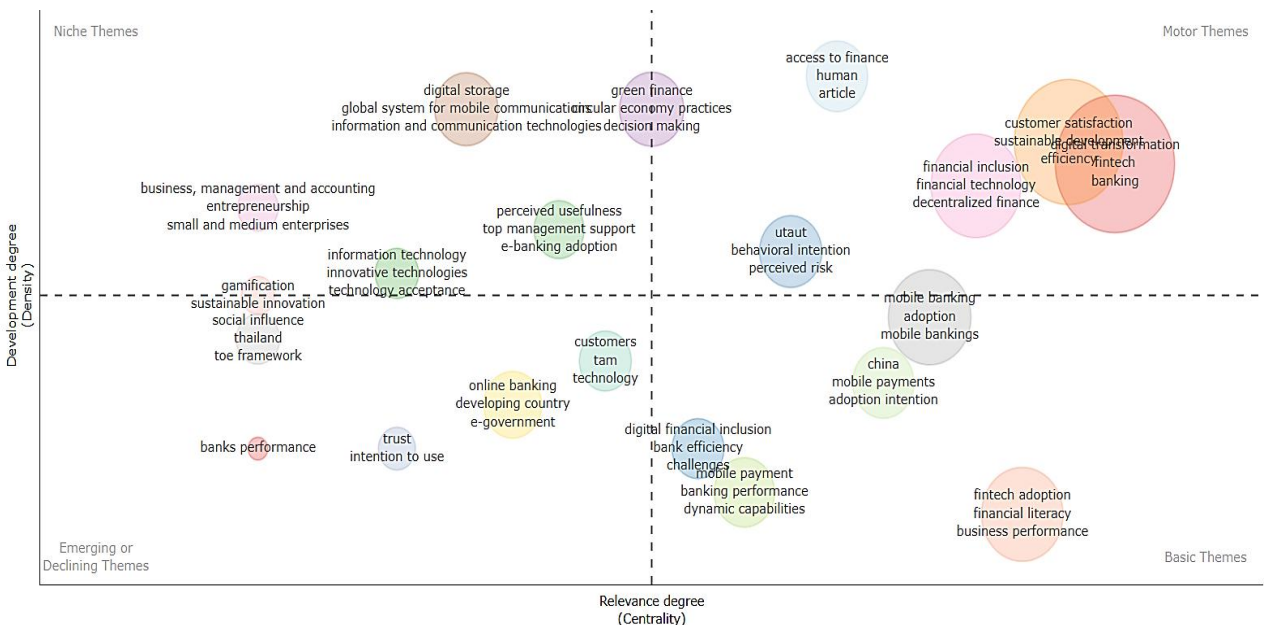 Niche Themes
Motor Themes
access to finance
human
article
digital storage
global system for mobile communications
information and communication technologies
green finance
circular economy practices
decision making
customer satisfaction
sustainable development
efficiency
digital transformation
fintech
banking
financial inclusion
financial technology
decentralized finance
business, management and accounting
entrepreneurship
small and medium enterprises
perceived usefulness
top management support
e-banking adoption
utaut
behavioral intention
perceived risk
information technology
innovative technologies
technology acceptance
gamification
sustainable innovation
social influence
thailand
toe framework
mobile banking
adoption
mobile bankings
customers
tam
technology
china
mobile payments
adoption intention
online banking
developing country
e-government
digital financial inclusion
bank efficiency
challenges
banks performance
trust
intention to use
mobile payment
banking performance
dynamic capabilities
fintech adoption
financial literacy
business performance
Emerging or
Declining Themes
Basic Themes
Development degree
(Density)
Relevance degree
(Centrality)